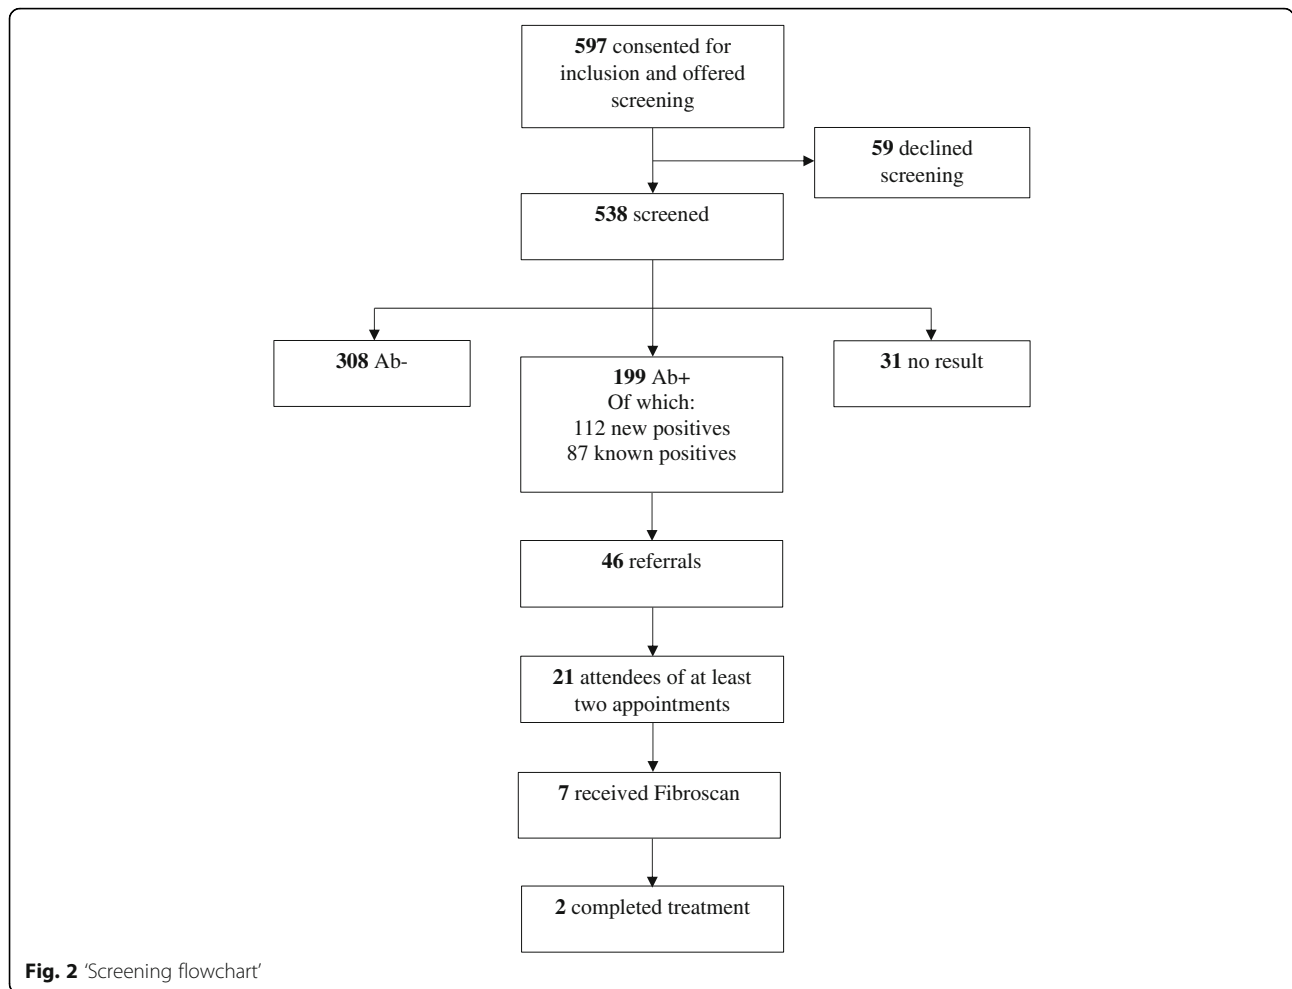 597 consented for
inclusion and offered
screening
59 declined
screening
538 screened
308 Ab-
199 Ab+
Of which:
112 new positives
87 known positives
31 no result
46 referrals
21 attendees of at least
two appointments
7 received Fibroscan
2 completed treatment
Fig. 2 ‘Screening flowchart’